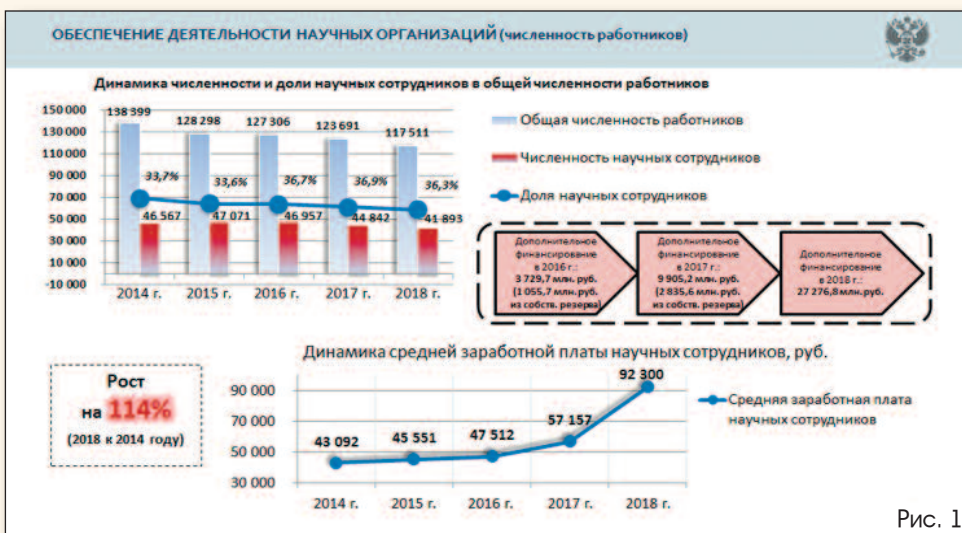 ОБЕСПЕЧЕНИЕ ДЕЯТЕЛЬНОСТИ НАУЧНЫХ ОРГАНИЗАЦИЙ (численность работников)
Динамика численности и доли научных сотрудников в общей численности работников
150 000
130 000
110 000
90 000
70 000
50 000
30 000
10 000
-10 000
138 399
128 298
127 306
123 691
117 511
33,7%
33,6%
36,7%
36,9%
36,3%
46 567
47 071
46 957
44 842
41 893
2014 г.
2015 г.
2016 г.
2017 г.
2018 г.
Общая численность работников
Численность научных сотрудников
Доля научных сотрудников
Дополнительное
финансирование
в 2016 г.:
3 729,7 млн. руб.
(1 055,7 млн. руб.
из собств. резерва)
Дополнительное
финансирование
в 2017 г.:
9 905,2 млн. руб.
(2 835,6 млн. руб.
из собств. резерва)
Дополнительное
финансирование
в 2018 г.:
27 276,8 млн.руб.
Рост
на 114%
(2018 к 2014 году)
Динамика средней заработной платы научных сотрудников, руб.
90 000
70 000
50 000
30 000
43 092
45 551
47 512
57 157
92 300
2014 г.
2015 г.
2016 г.
2017 г.
2018 г.
Средняя заработная плата
научных сотрудников
Рис. 1